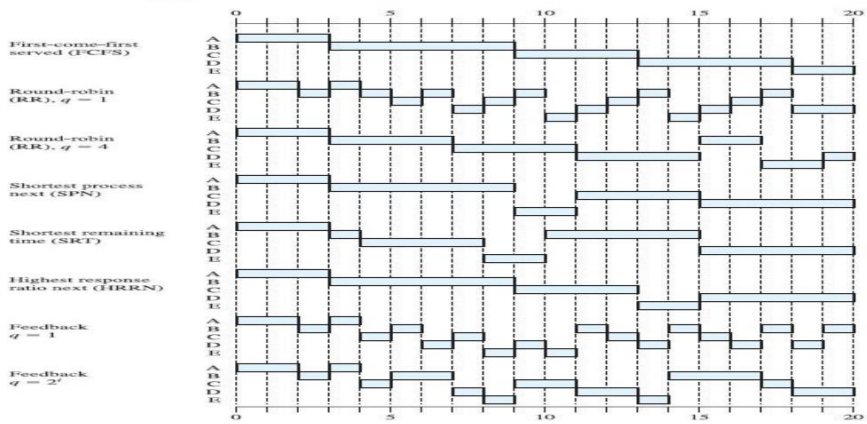 0 5 10 15 20
First-come-first
served (FCFS)
A
B
C
D
E
Round-robin
(RR), q = 1
A
B
C
D
E
Round-robin
(RR), q = 4
A
B
C
D
E
Shortest process
next (SPN)
A
B
C
D
E
Shortest remaining
time (SRT)
A
B
C
D
E
Highest response
ratio next (HRRN)
A
B
C
D
E
Feedback
q = 1
A
B
C
D
E
Feedback
q = 2^i
A
B
C
D
E
0 5 10 15 20